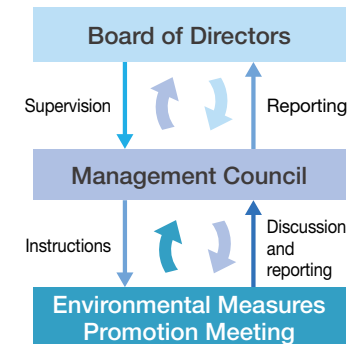 Board of Directors
Supervision
Reporting
Management Council
Instructions
Discussion
and
reporting
Environmental Measures
Promotion Meeting